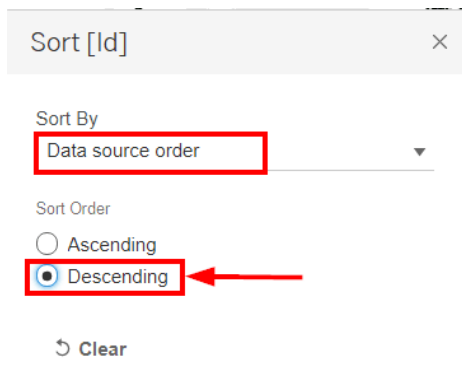 Sort [Id]
Sort By
Data source order
Sort Order
Ascending
Descending
Clear